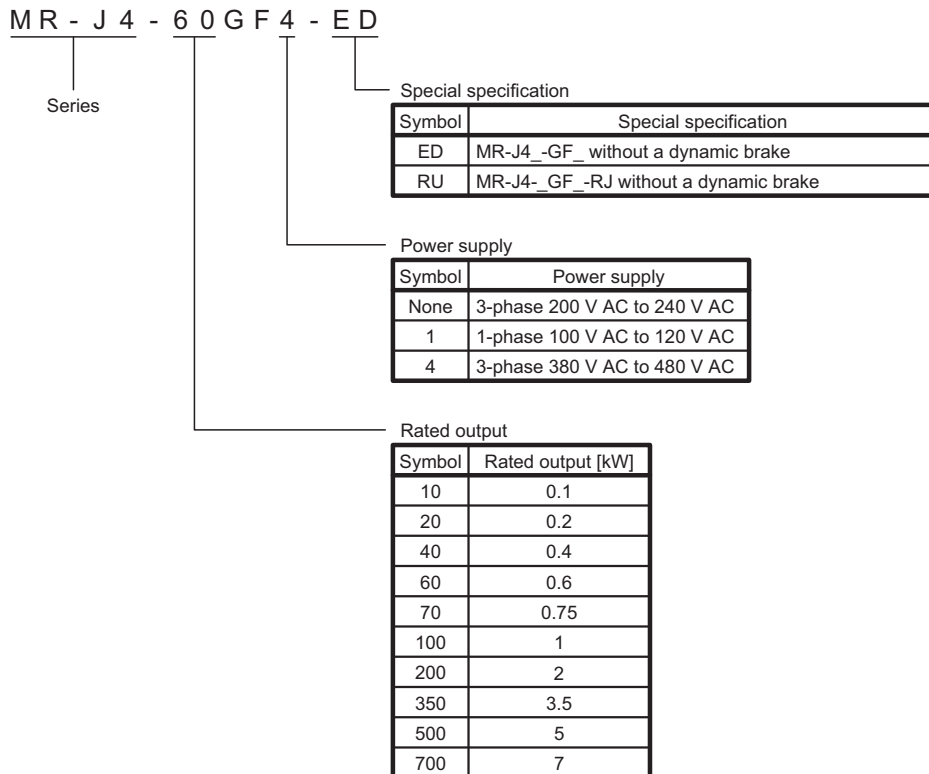 MR-J4-60GF4-ED
Series
Special specification
Symbol Special specification
ED MR-J4_-GF_ without a dynamic brake
RU MR-J4-_GF_-RJ without a dynamic brake
Power supply
Symbol Power supply
None 3-phase 200 V AC to 240 V AC
1 1-phase 100 V AC to 120 V AC
4 3-phase 380 V AC to 480 V AC
Rated output
Symbol Rated output [kW]
10 0.1
20 0.2
40 0.4
60 0.6
70 0.75
100 1
200 2
350 3.5
500 5
700 7